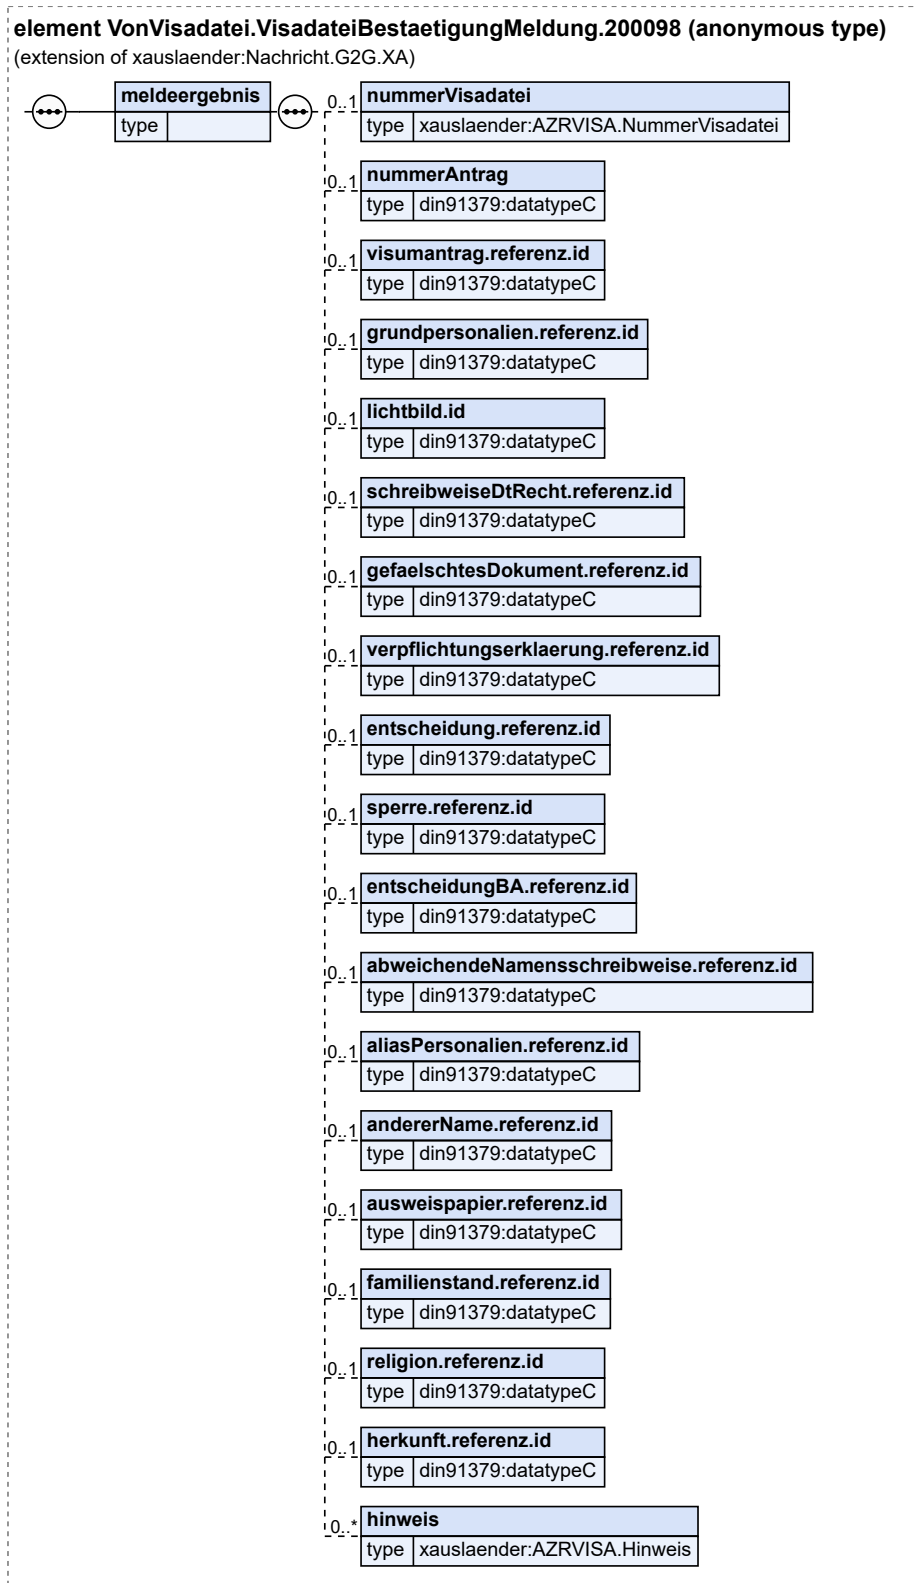 element VonVisadatei.VisadateiBestaetigungMeldung.200098 (anonymous type)
(extension of xauslaender:Nachricht.G2G.XA)
meldeergebnis
type
0..1 nummerVisadatei
type xauslaender:AZRVISA.NummerVisadatei
0..1 nummerAntrag
type din91379:datatypeC
0..1 visumantrag.referenz.id
type din91379:datatypeC
0..1 grundpersonalien.referenz.id
type din91379:datatypeC
0..1 lichtbild.id
type din91379:datatypeC
0..1 schreibweiseDtRecht.referenz.id
type din91379:datatypeC
0..1 gefaelschtesDokument.referenz.id
type din91379:datatypeC
0..1 verpflichtungserklaerung.referenz.id
type din91379:datatypeC
0..1 entscheidung.referenz.id
type din91379:datatypeC
0..1 sperre.referenz.id
type din91379:datatypeC
0..1 entscheidungBA.referenz.id
type din91379:datatypeC
0..1 abweichendeNamensschreibweise.referenz.id
type din91379:datatypeC
0..1 aliasPersonalien.referenz.id
type din91379:datatypeC
0..1 andererName.referenz.id
type din91379:datatypeC
0..1 ausweispapier.referenz.id
type din91379:datatypeC
0..1 familienstand.referenz.id
type din91379:datatypeC
0..1 religion.referenz.id
type din91379:datatypeC
0..1 herkunft.referenz.id
type din91379:datatypeC
0..* hinweis
type xauslaender:AZRVISA.Hinweis